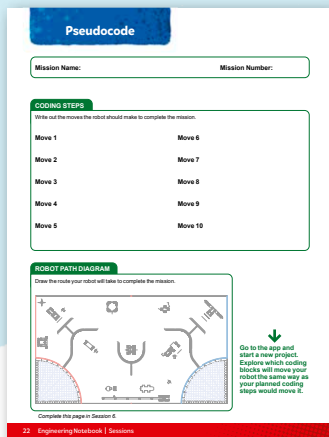 Pseudocode
Mission Name: Mission Number:
CODING STEPS
Write out the moves the robot should make to complete the mission.
Move 1 Move 6
Move 2 Move 7
Move 3 Move 8
Move 4 Move 9
Move 5 Move 10
ROBOT PATH DIAGRAM
Draw the route your robot will take to complete the mission.
Go to the app and
start a new project.
Explore which coding
blocks will move your
robot the same way as
your planned coding
steps would move it.
Complete this page in Session 6.
22 Engineering Notebook | Sessions